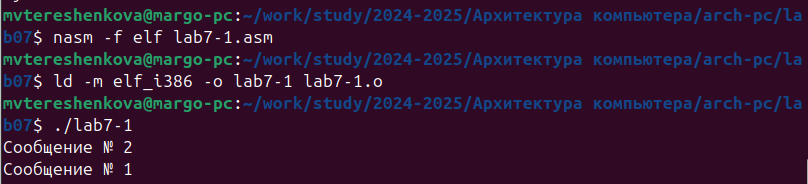 mvtereshenkova@margo-pc:~/work/study/2024-2025/Архитектура компьютера/arch-pc/la
b07$ nasm -f elf lab7-1.asm
mvtereshenkova@margo-pc:~/work/study/2024-2025/Архитектура компьютера/arch-pc/la
b07$ ld -m elf_i386 -o lab7-1 lab7-1.o
mvtereshenkova@margo-pc:~/work/study/2024-2025/Архитектура компьютера/arch-pc/la
b07$ ./lab7-1
Сообщение № 2
Сообщение № 1